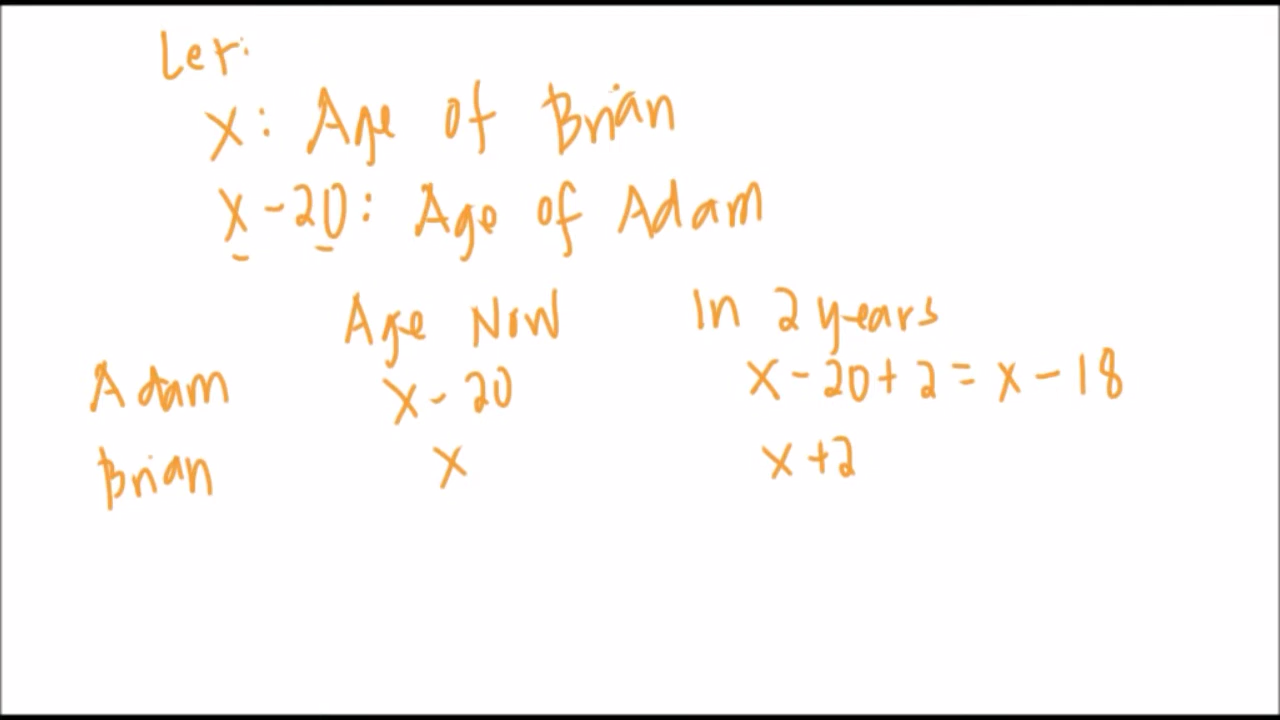 Let:
x: Age of Brian
x - 20: Age of Adam
Age Now In 2 years
Adam x - 20 x - 20 + 2 = x - 18
Brian x x + 2